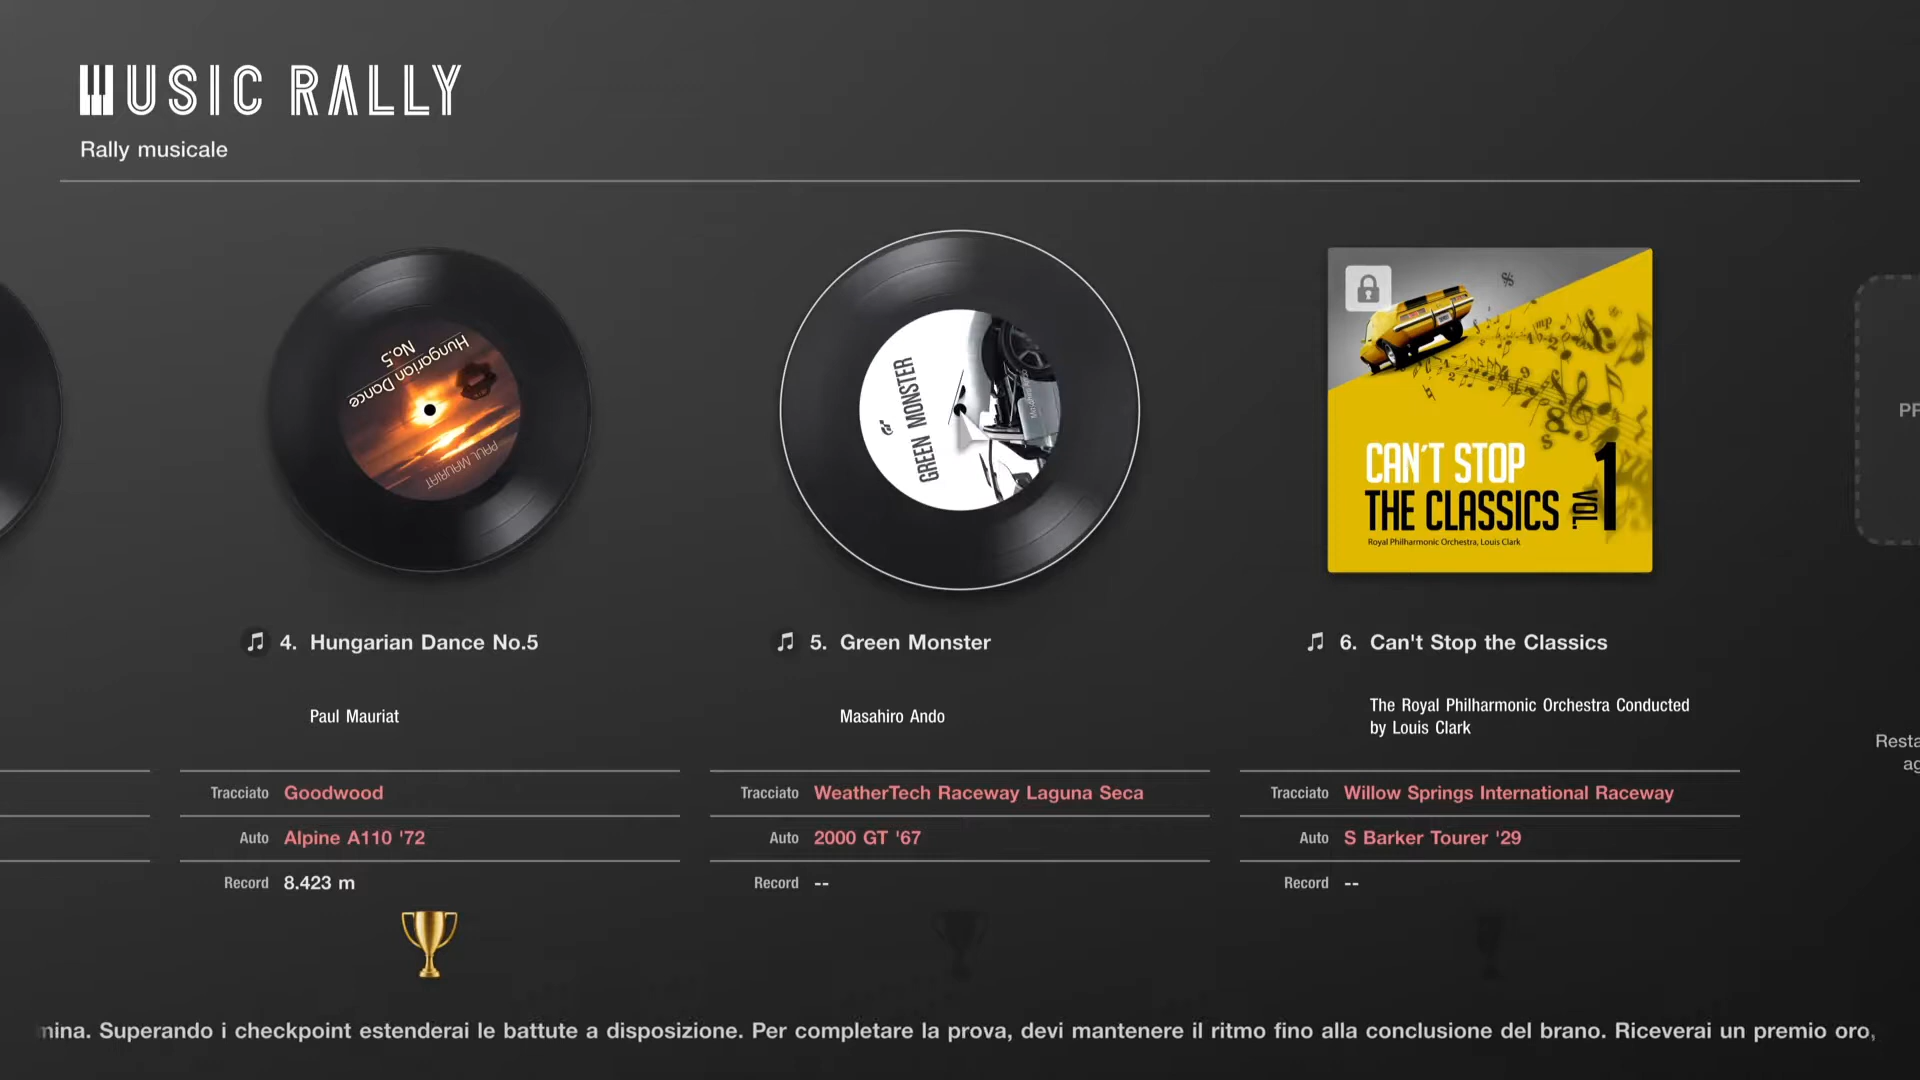 MUSIC RALLY
Rally musicale
Hungarian Dance
No.5
PAUL MAURIAT
GREEN MONSTER
Masahiro Ando
CAN'T STOP
THE CLASSICS VOL. 1
Royal Philharmonic Orchestra, Louis Clark
4. Hungarian Dance No.5
Paul Mauriat
Tracciato Goodwood
Auto Alpine A110 '72
Record 8.423 m
5. Green Monster
Masahiro Ando
Tracciato WeatherTech Raceway Laguna Seca
Auto 2000 GT '67
Record --
6. Can't Stop the Classics
The Royal Philharmonic Orchestra Conducted
by Louis Clark
Tracciato Willow Springs International Raceway
Auto S Barker Tourer '29
Record --
mina. Superando i checkpoint estenderai le battute a disposizione. Per completare la prova, devi mantenere il ritmo fino alla conclusione del brano. Riceverai un premio oro,